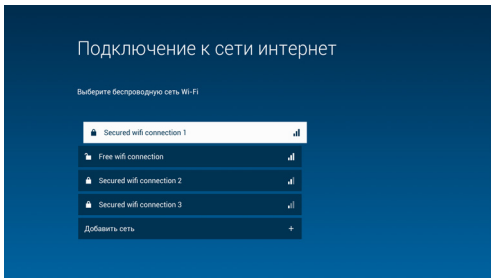 Подключение к сети интернет
Выберите беспроводную сеть Wi-Fi
Secured wifi connection 1
Free wifi connection
Secured wifi connection 2
Secured wifi connection 3
Добавить сеть +